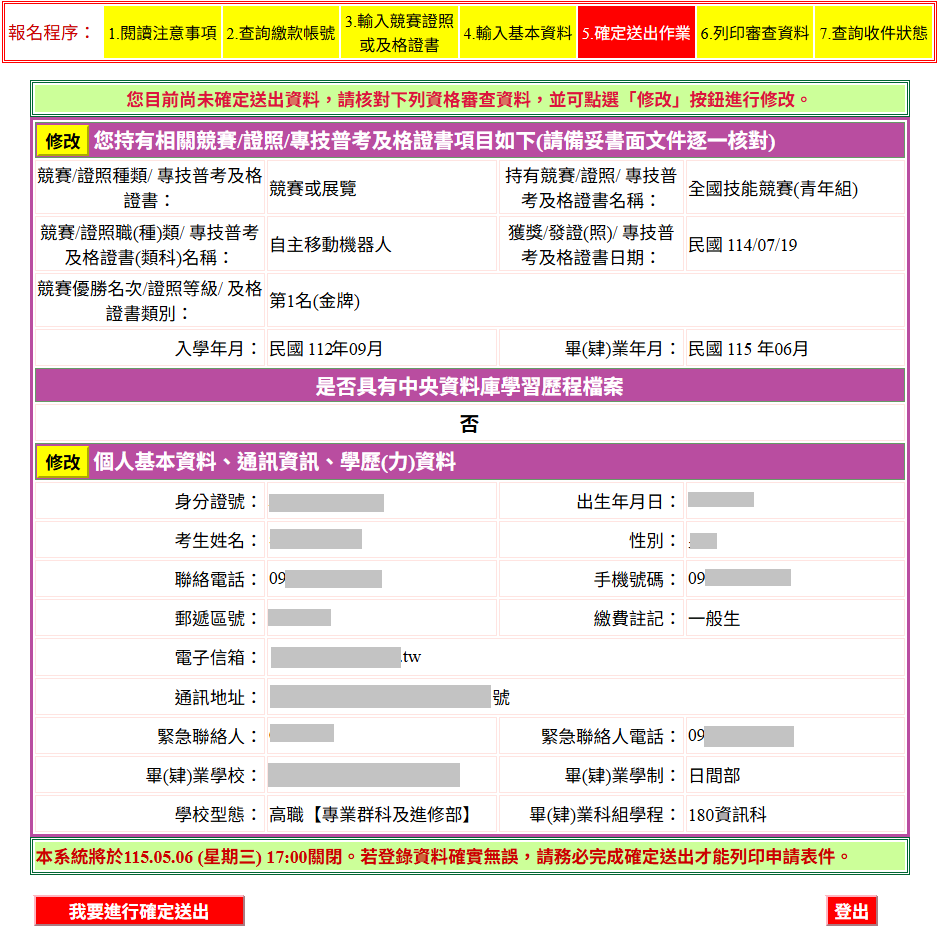 報名程序：
1.閱讀注意事項
2.查詢繳款帳號
3.輸入競賽證照
或及格證書
4.輸入基本資料
5.確定送出作業
6.列印審查資料
7.查詢收件狀態
您目前尚未確定送出資料，請核對下列資格審查資料，並可點選「修改」按鈕進行修改。
修改 您持有相關競賽/證照/專技普考及格證書項目如下(請備妥書面文件逐一核對)
競賽/證照種類/ 專技普考及格
證書：
競賽或展覽
持有競賽/證照/ 專技普
考及格證書名稱：
全國技能競賽(青年組)
競賽/證照職(種)類/ 專技普考
及格證書(類科)名稱：
自主移動機器人
獲獎/發證(照)/ 專技普
考及格證書日期：
民國 114/07/19
競賽優勝名次/證照等級/ 及格
證書類別：
第1名(金牌)
入學年月：
民國 112年09月
畢(肄)業年月：
民國 115 年06月
是否具有中央資料庫學習歷程檔案
否
修改 個人基本資料、通訊資訊、學歷(力)資料
身分證號：
出生年月日：
考生姓名：
性別：
聯絡電話：
09
手機號碼：
09
郵遞區號：
繳費註記：
一般生
電子信箱：
.tw
通訊地址：
號
緊急聯絡人：
緊急聯絡人電話：
09
畢(肄)業學校：
畢(肄)業學制：
日間部
學校型態：
高職【專業群科及進修部】
畢(肄)業科組學程：
180資訊科
本系統將於115.05.06 (星期三) 17:00關閉。若登錄資料確實無誤，請務必完成確定送出才能列印申請表件。
我要進行確定送出
登出